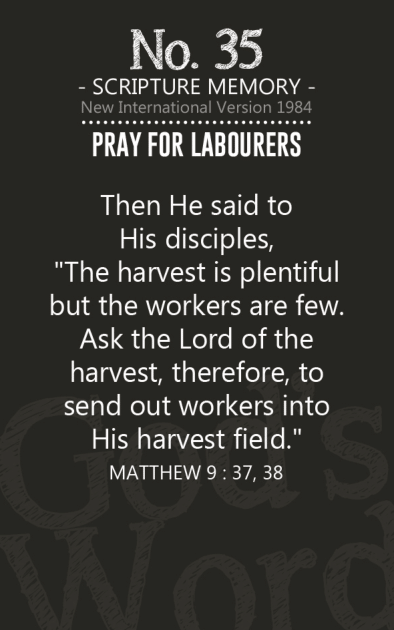 No. 35
- SCRIPTURE MEMORY -
New International Version 1984
PRAY FOR LABOURERS
Then He said to
His disciples,
"The harvest is plentiful
but the workers are few.
Ask the Lord of the
harvest, therefore, to
send out workers into
His harvest field."
MATTHEW 9 : 37, 38
God's
Word